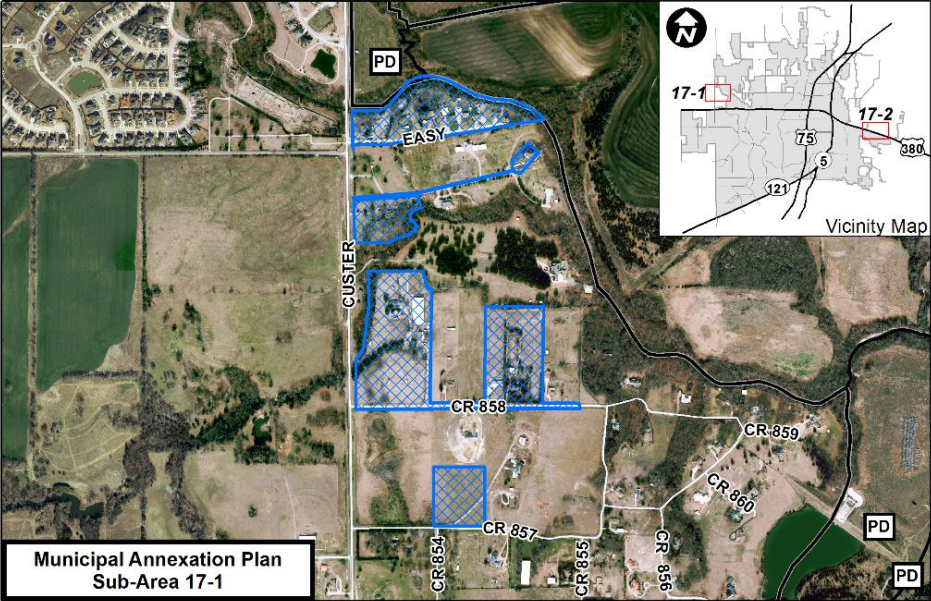 PD
N
17-1
17-2
75
380
5
121
Vicinity Map
EASY
CUSTER
CR 858
CR 859
CR 860
CR 857
CR 854
CR 855
CR 856
PD
PD
Municipal Annexation Plan
Sub-Area 17-1